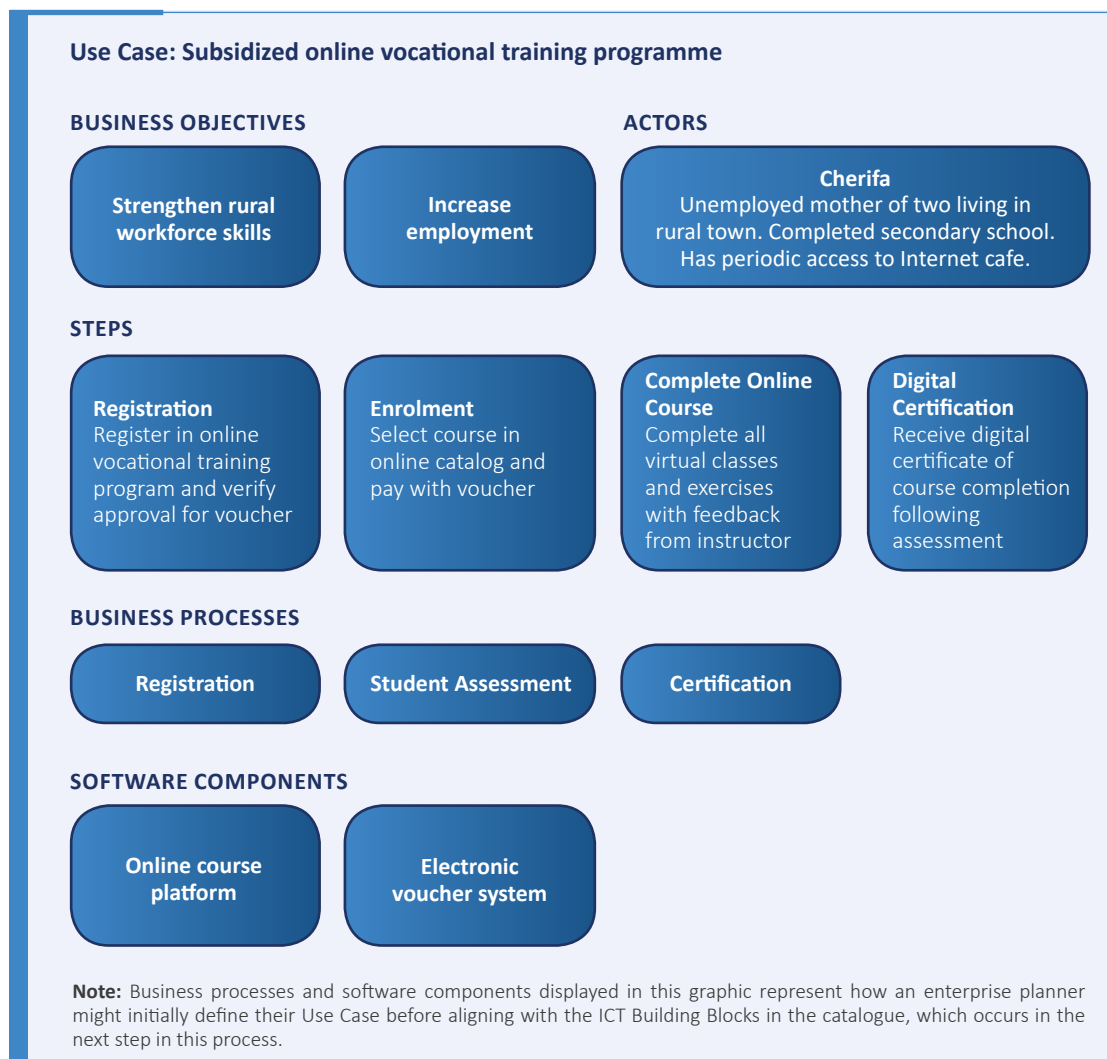 Use Case: Subsidized online vocational training programme
BUSINESS OBJECTIVES
Strengthen rural
workforce skills
Increase
employment
ACTORS
Cherifa
Unemployed mother of two living in
rural town. Completed secondary school.
Has periodic access to Internet cafe.
STEPS
Registration
Register in online
vocational training
program and verify
approval for voucher
Enrolment
Select course in
online catalog and
pay with voucher
Complete Online
Course
Complete all
virtual classes
and exercises
with feedback
from instructor
Digital
Certification
Receive digital
certificate of
course completion
following
assessment
BUSINESS PROCESSES
Registration
Student Assessment
Certification
SOFTWARE COMPONENTS
Online course
platform
Electronic
voucher system
Note: Business processes and software components displayed in this graphic represent how an enterprise planner
might initially define their Use Case before aligning with the ICT Building Blocks in the catalogue, which occurs in the
next step in this process.